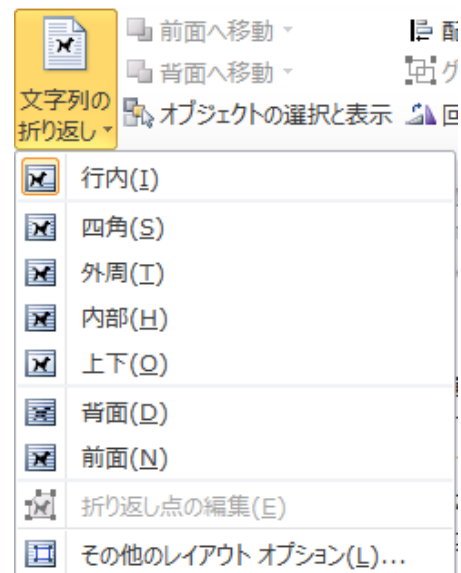 前面へ移動
背面へ移動
オブジェクトの選択と表示
文字列の
折り返し
配
グ
回
行内(I)
四角(S)
外周(T)
内部(H)
上下(O)
背面(D)
前面(N)
折り返し点の編集(E)
その他のレイアウト オプション(L)...